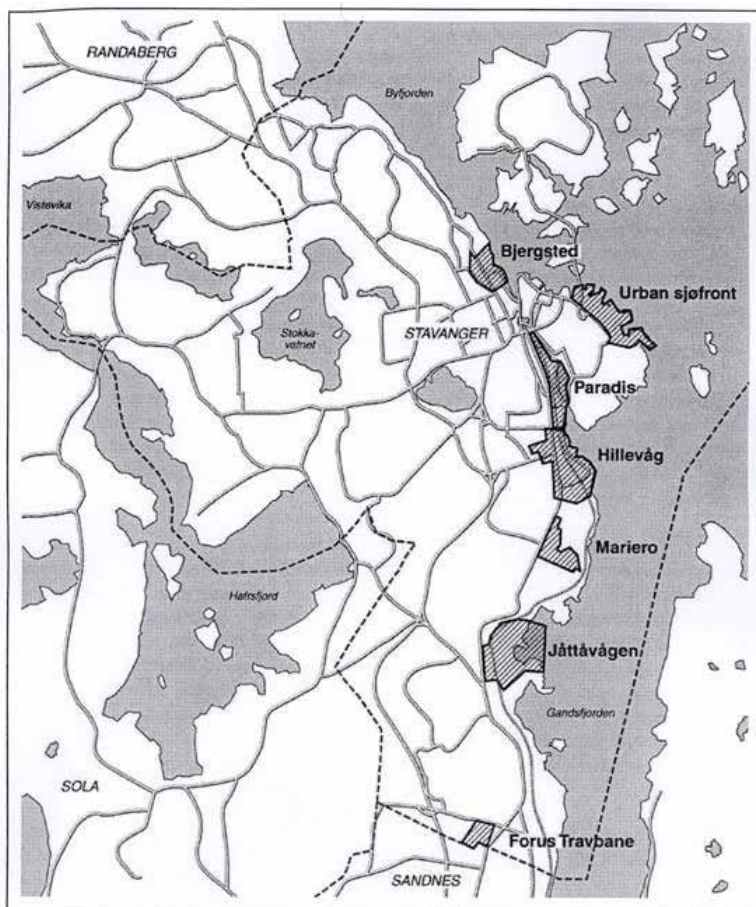 RANDABERG
Byfjorden
Vistevika
Bjergsted
Urban sjøfront
Stokka-
vatnet
STAVANGER
Paradis
Hillevåg
Mariero
Hafrsfjord
Jåttåvågen
Gandsfjorden
SOLA
Forus Travbane
SANDNES